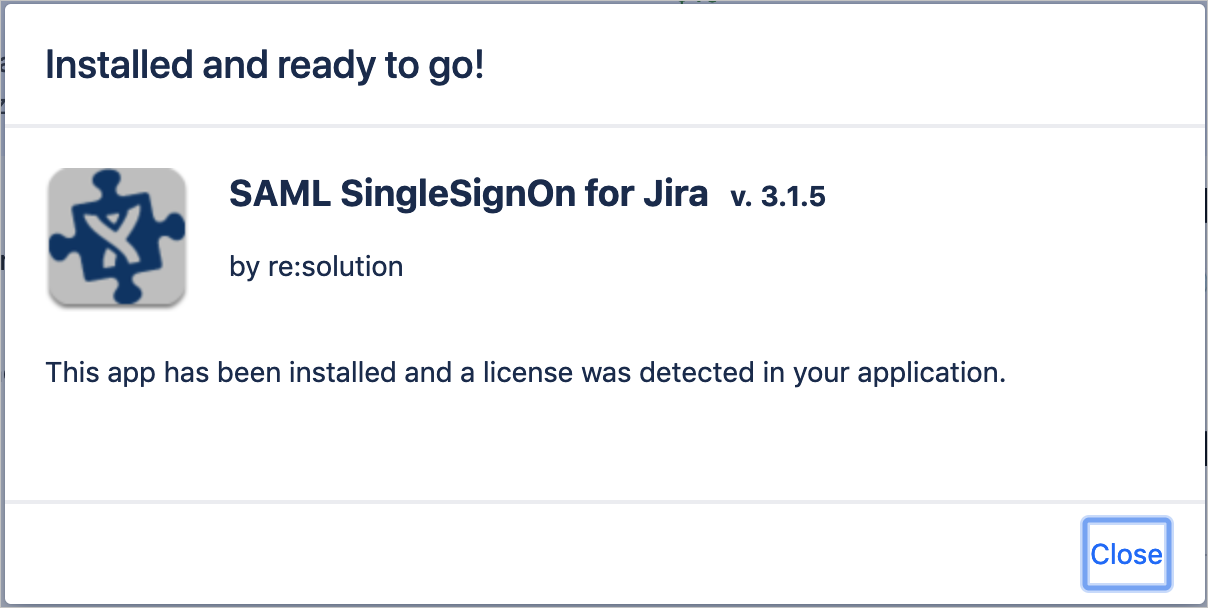 Installed and ready to go!
SAML SingleSignOn for Jira v. 3.1.5
by re:solution
This app has been installed and a license was detected in your application.
Close